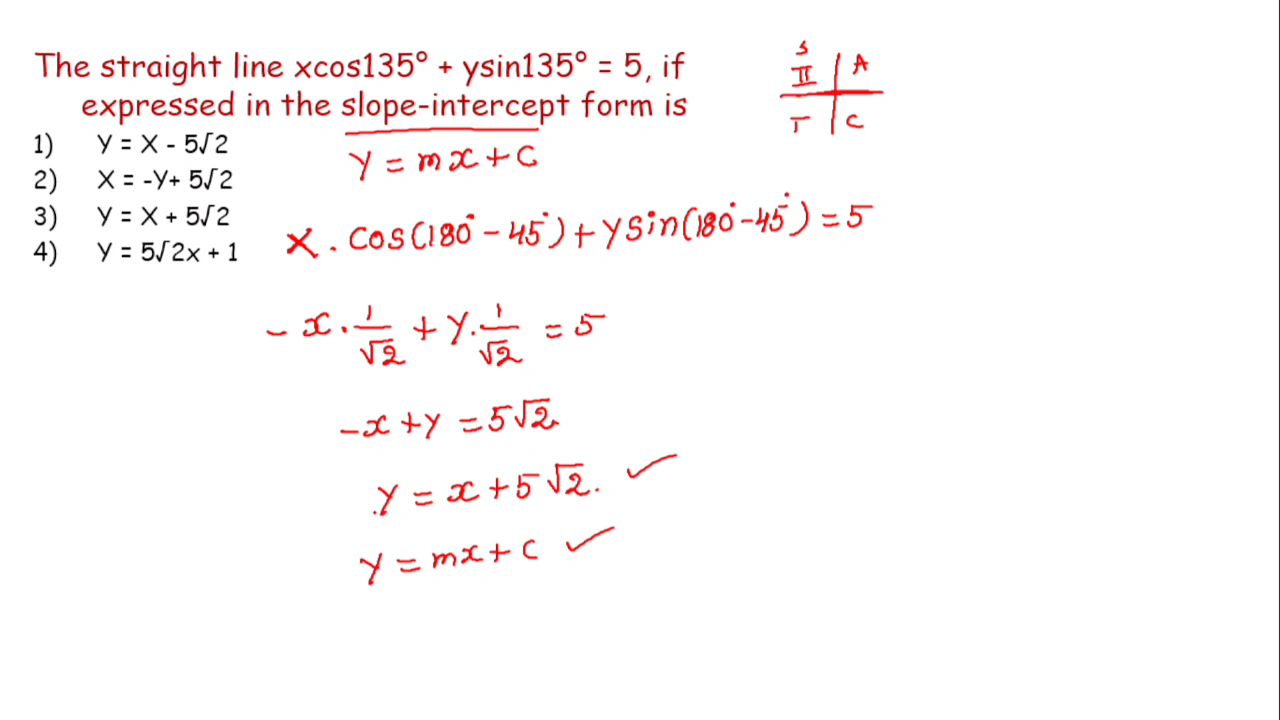 The straight line xcos135° + ysin135° = 5, if
expressed in the slope-intercept form is
S
II A
T C
1) Y = X - 5√2
2) X = -Y+ 5√2
3) Y = X + 5√2
4) Y = 5√2x + 1
Y = mx + C
X . COS(180° - 45°) + Y Sin(180° - 45°) = 5
- x . 1/√2 + Y . 1/√2 = 5
-x + Y = 5√2
Y = x + 5√2. ✓
Y = mx + C ✓